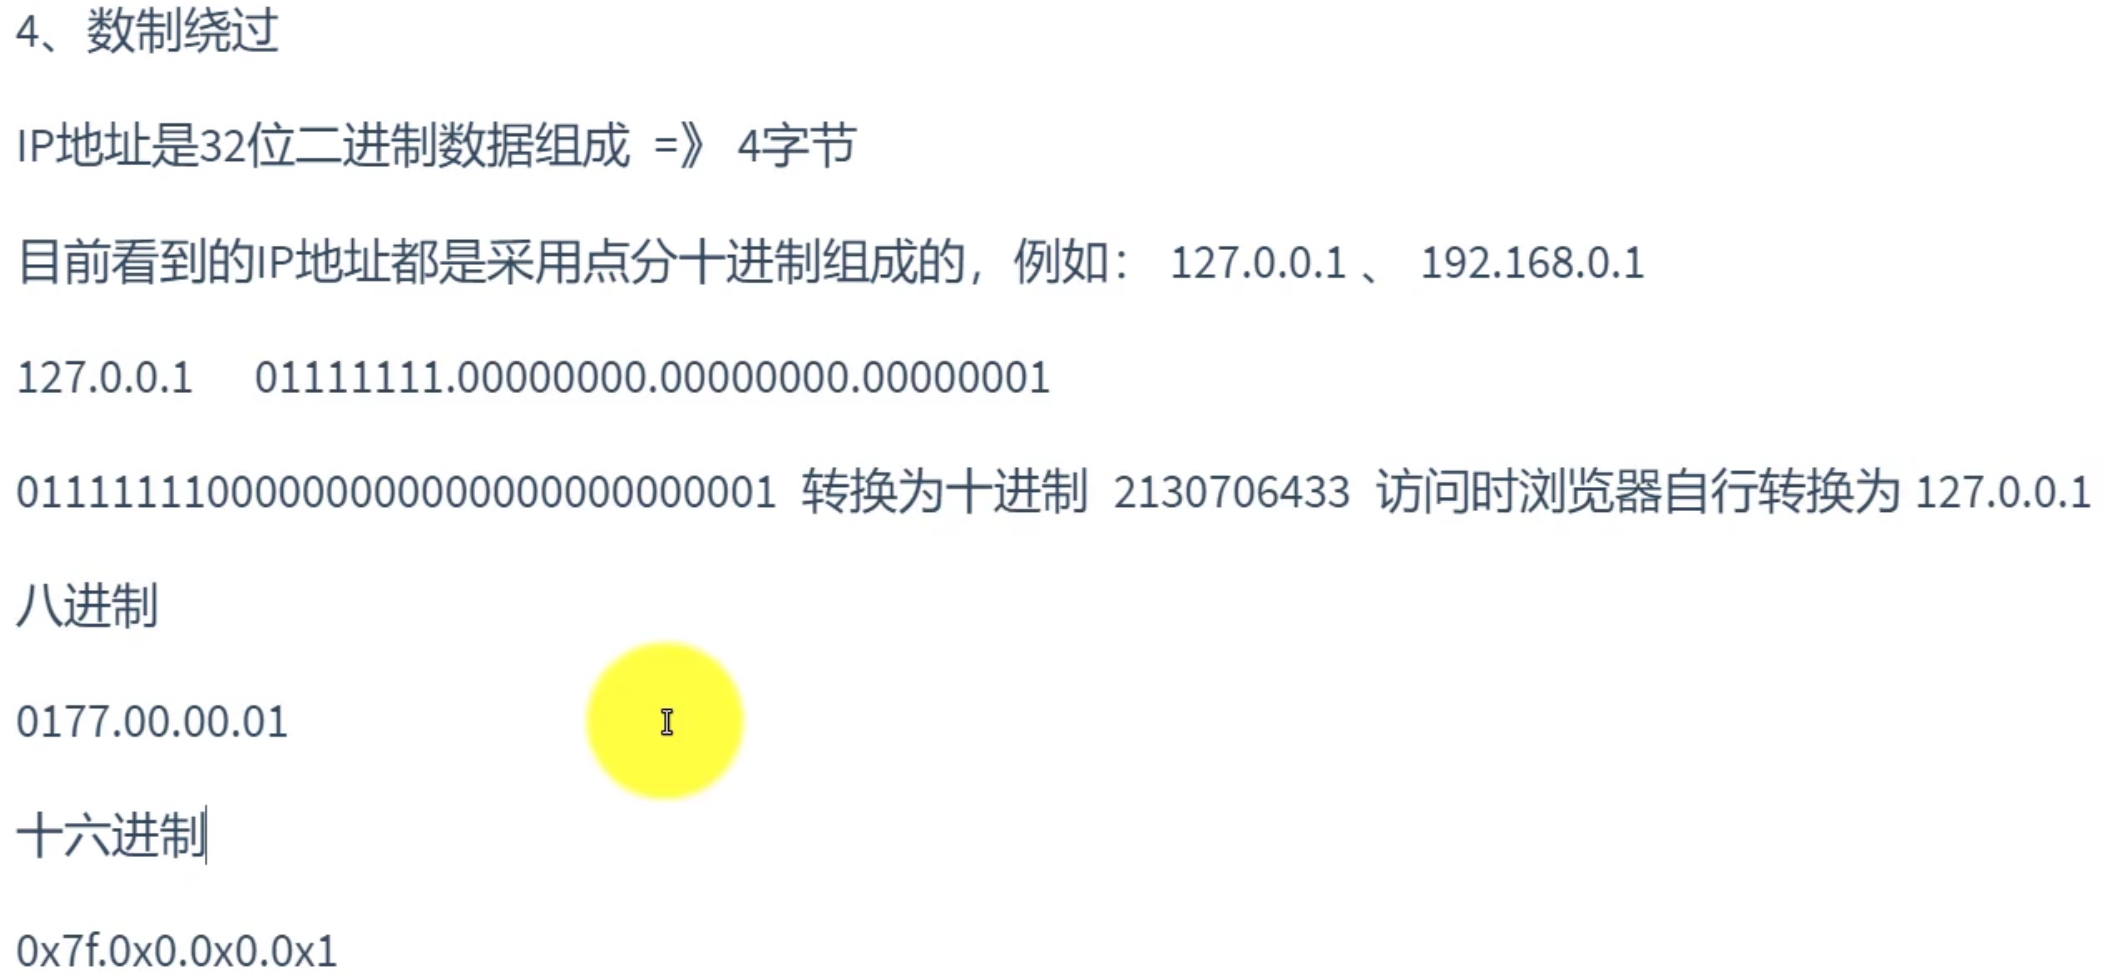 4、数制绕过
IP地址是32位二进制数据组成 =》 4字节
目前看到的IP地址都是采用点分十进制组成的，例如： 127.0.0.1 、 192.168.0.1
127.0.0.1 01111111.00000000.00000000.00000001
01111111000000000000000000000001 转换为十进制 2130706433 访问时浏览器自行转换为 127.0.0.1
八进制
0177.00.00.01
十六进制
0x7f.0x0.0x0.0x1